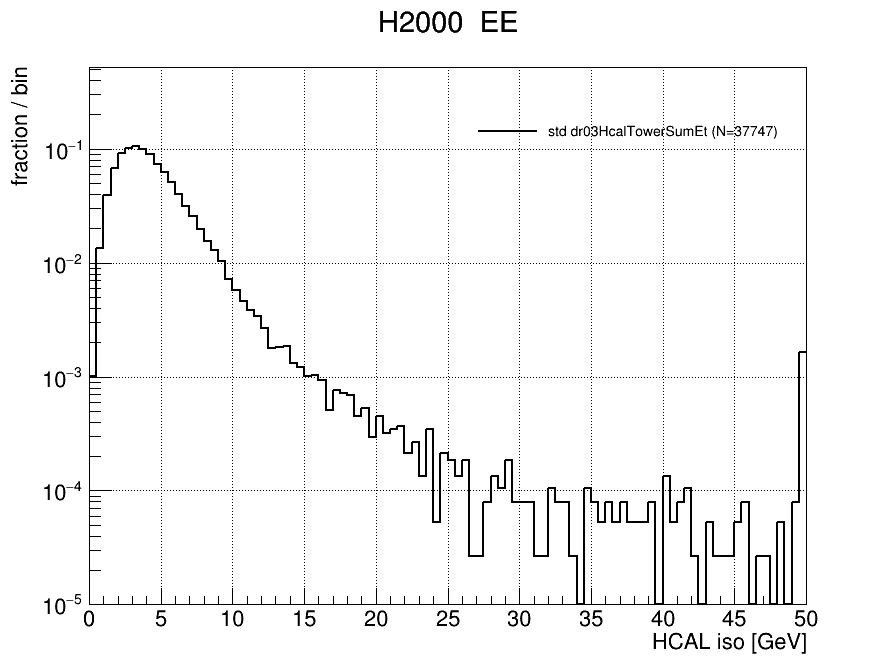 H2000 EE
fraction / bin
std dr03HcalTowerSumEt (N=37747)
10⁻¹
10⁻²
10⁻³
10⁻⁴
10⁻⁵
0 5 10 15 20 25 30 35 40 45 50
HCAL iso [GeV]